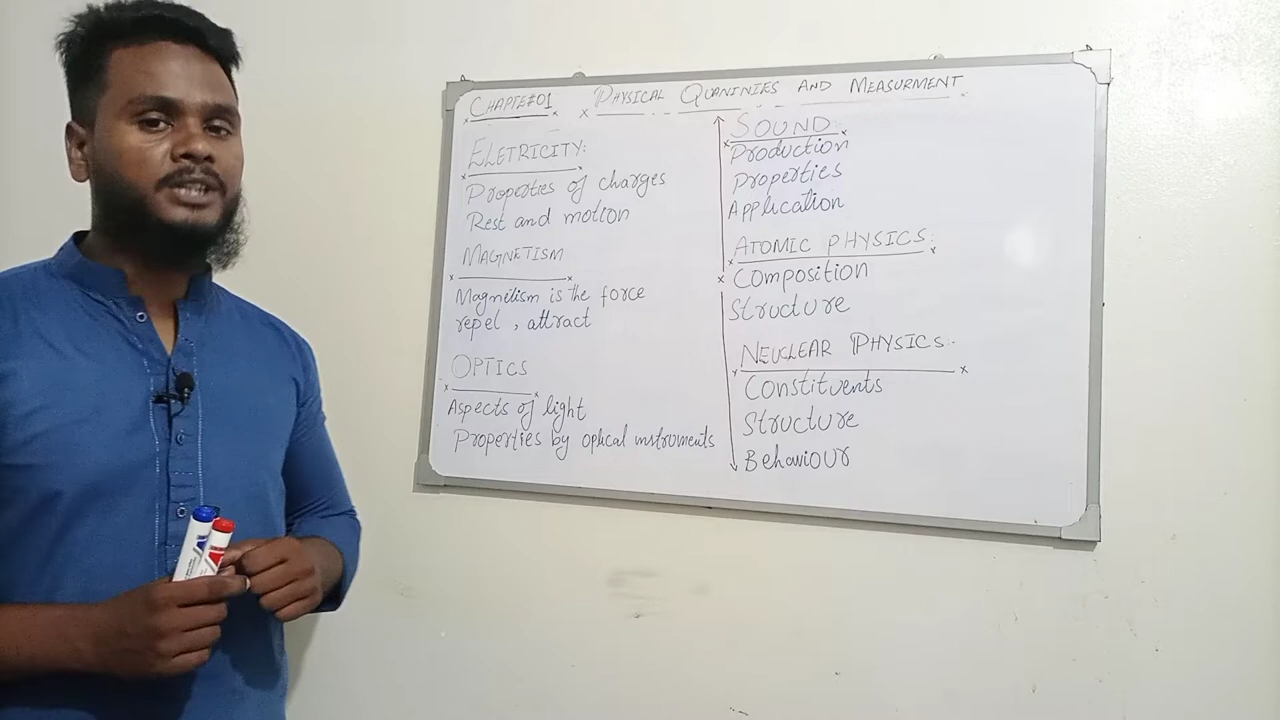 CHAPTE#01 PHYSICAL QUANINIES AND MEASURMENT
ELETRICITY:
Properties of charges
Rest and motion
MAGNETISM
Magnetism is the force
repel , attract
OPTICS
Aspects of light
Properties by optical instruments
SOUND
Production
Properties
Application
ATOMIC PHYSICS:
Composition
Structure
NEUCLEAR PHYSICS:
Constituents
Structure
Behaviour